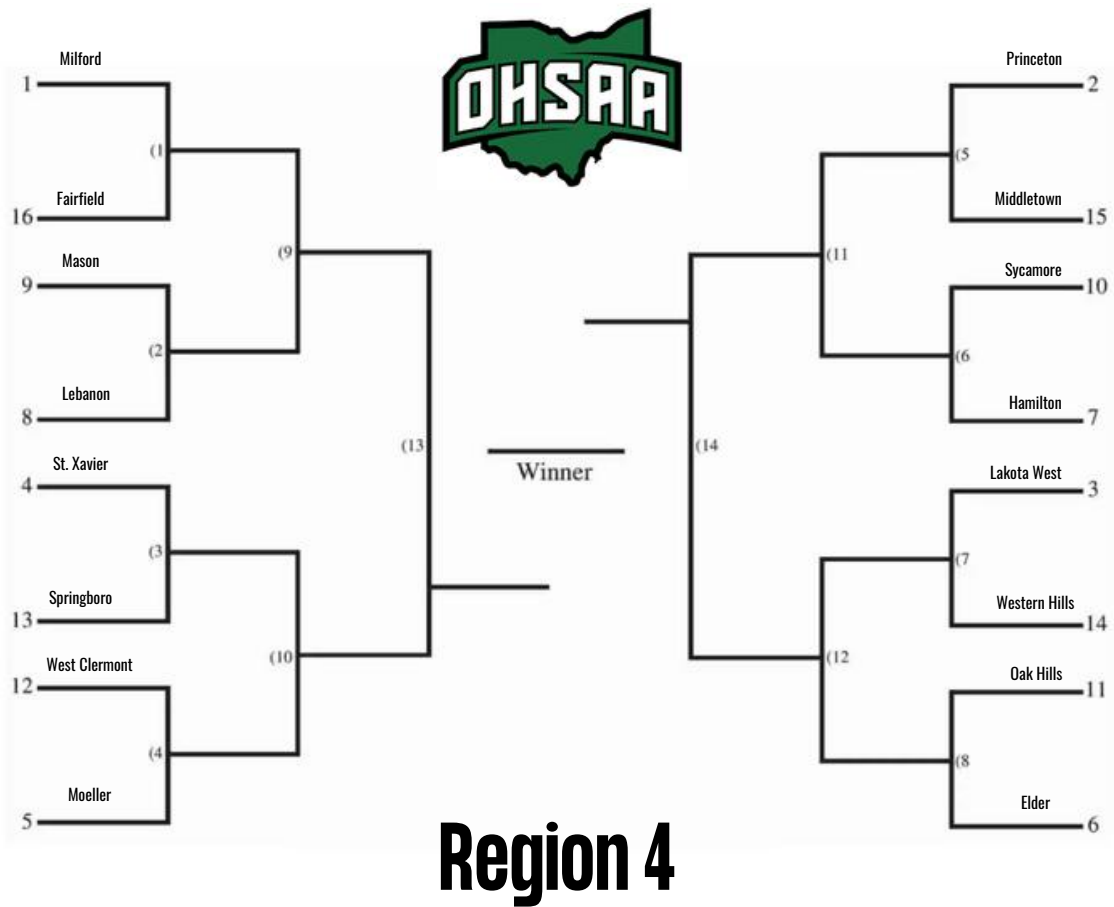 OHSAA
Milford
1
(1
Fairfield
16
Mason
9
(9
(2
Lebanon
8
St. Xavier
4
(13
(3
Springboro
13
West Clermont
12
(10
(4
Moeller
5
Winner
Princeton
2
(5
Middletown
15
(11
Sycamore
10
(6
Hamilton
7
(14
Lakota West
3
(7
Western Hills
14
(12
Oak Hills
11
(8
Elder
6
Region 4